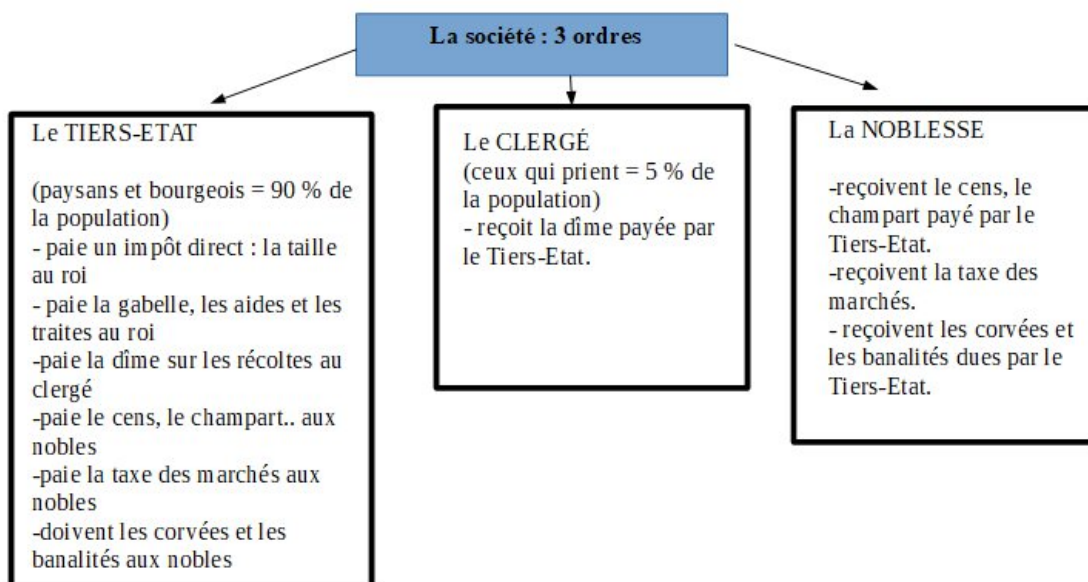 La société : 3 ordres
Le TIERS-ETAT
(paysans et bourgeois = 90 % de
la population)
- paie un impôt direct : la taille
au roi
- paie la gabelle, les aides et les
traites au roi
-paie la dîme sur les récoltes au
clergé
-paie le cens, le champart.. aux
nobles
-paie la taxe des marchés aux
nobles
-doivent les corvées et les
banalités aux nobles
Le CLERGÉ
(ceux qui prient = 5 % de
la population)
- reçoit la dîme payée par
le Tiers-Etat.
La NOBLESSE
-reçoivent le cens, le
champart payé par le
Tiers-Etat.
-reçoivent la taxe des
marchés.
- reçoivent les corvées et
les banalités dues par le
Tiers-Etat.